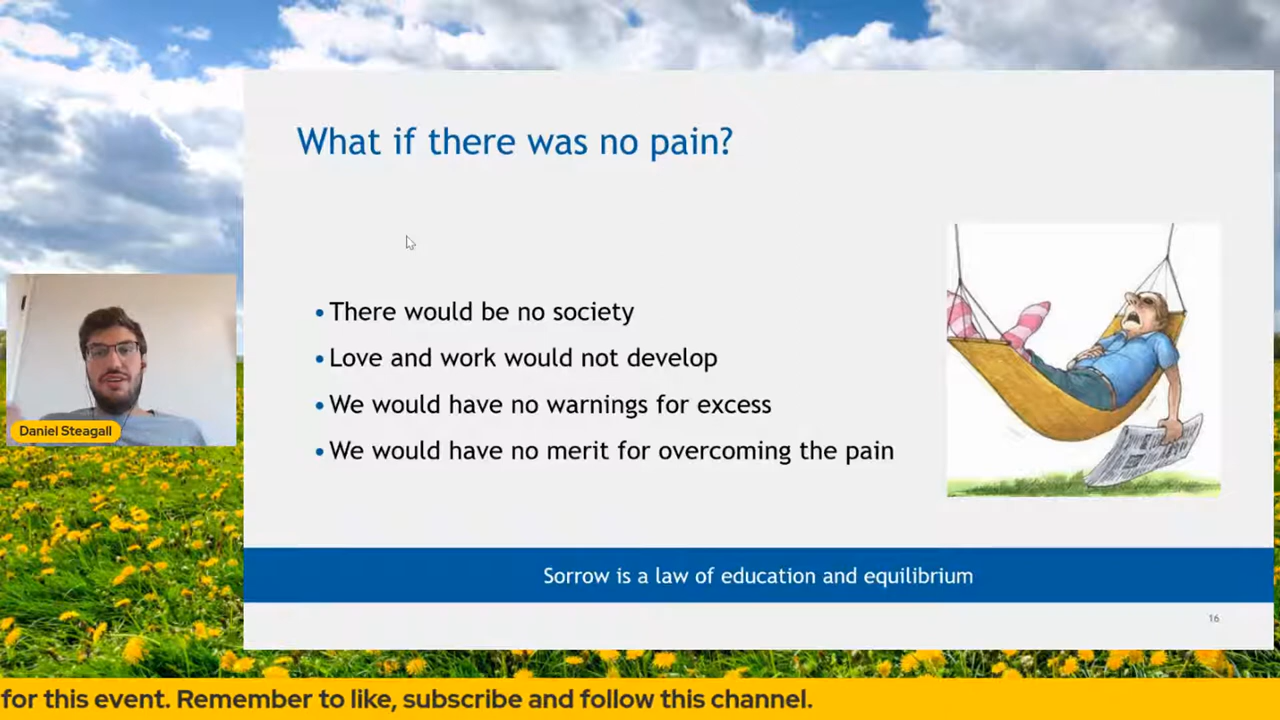 What if there was no pain?
• There would be no society
• Love and work would not develop
• We would have no warnings for excess
• We would have no merit for overcoming the pain
Daniel Steagall
Sorrow is a law of education and equilibrium
16
for this event. Remember to like, subscribe and follow this channel.